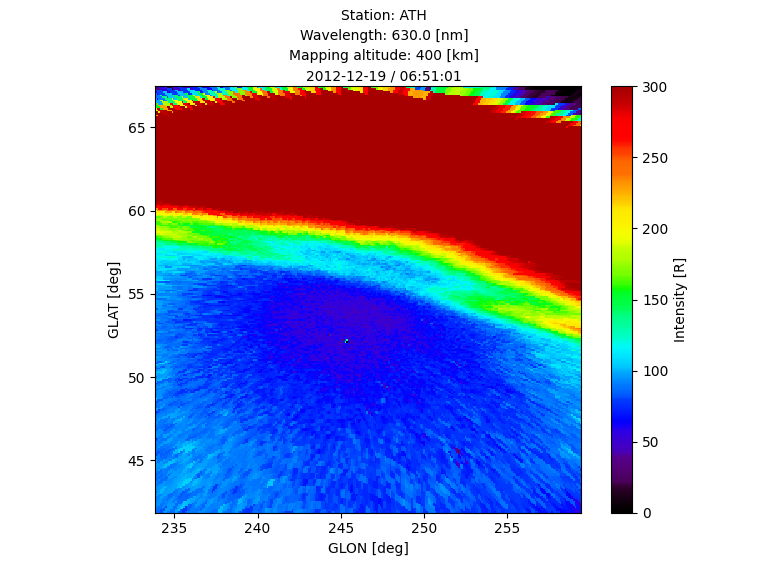 Station: ATH
Wavelength: 630.0 [nm]
Mapping altitude: 400 [km]
2012-12-19 / 06:51:01
65
60
55
50
45
GLAT [deg]
235
240
245
250
255
GLON [deg]
300
250
200
150
100
50
0
Intensity [R]